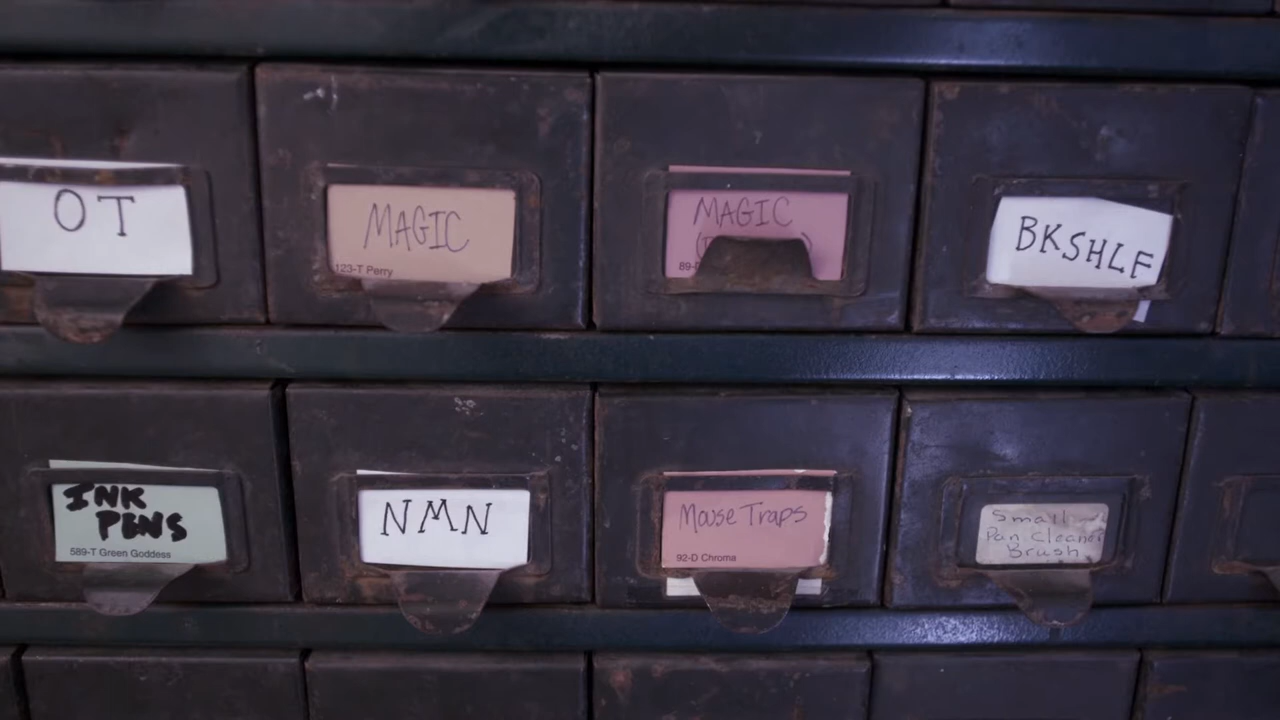 OT
MAGIC
123-T Perry
MAGIC
89-
BKSHLF
INK
PENS
589-T Green Goddess
NMN
Mouse Traps
92-D Chroma
Small
Pan Cleaner
Brush